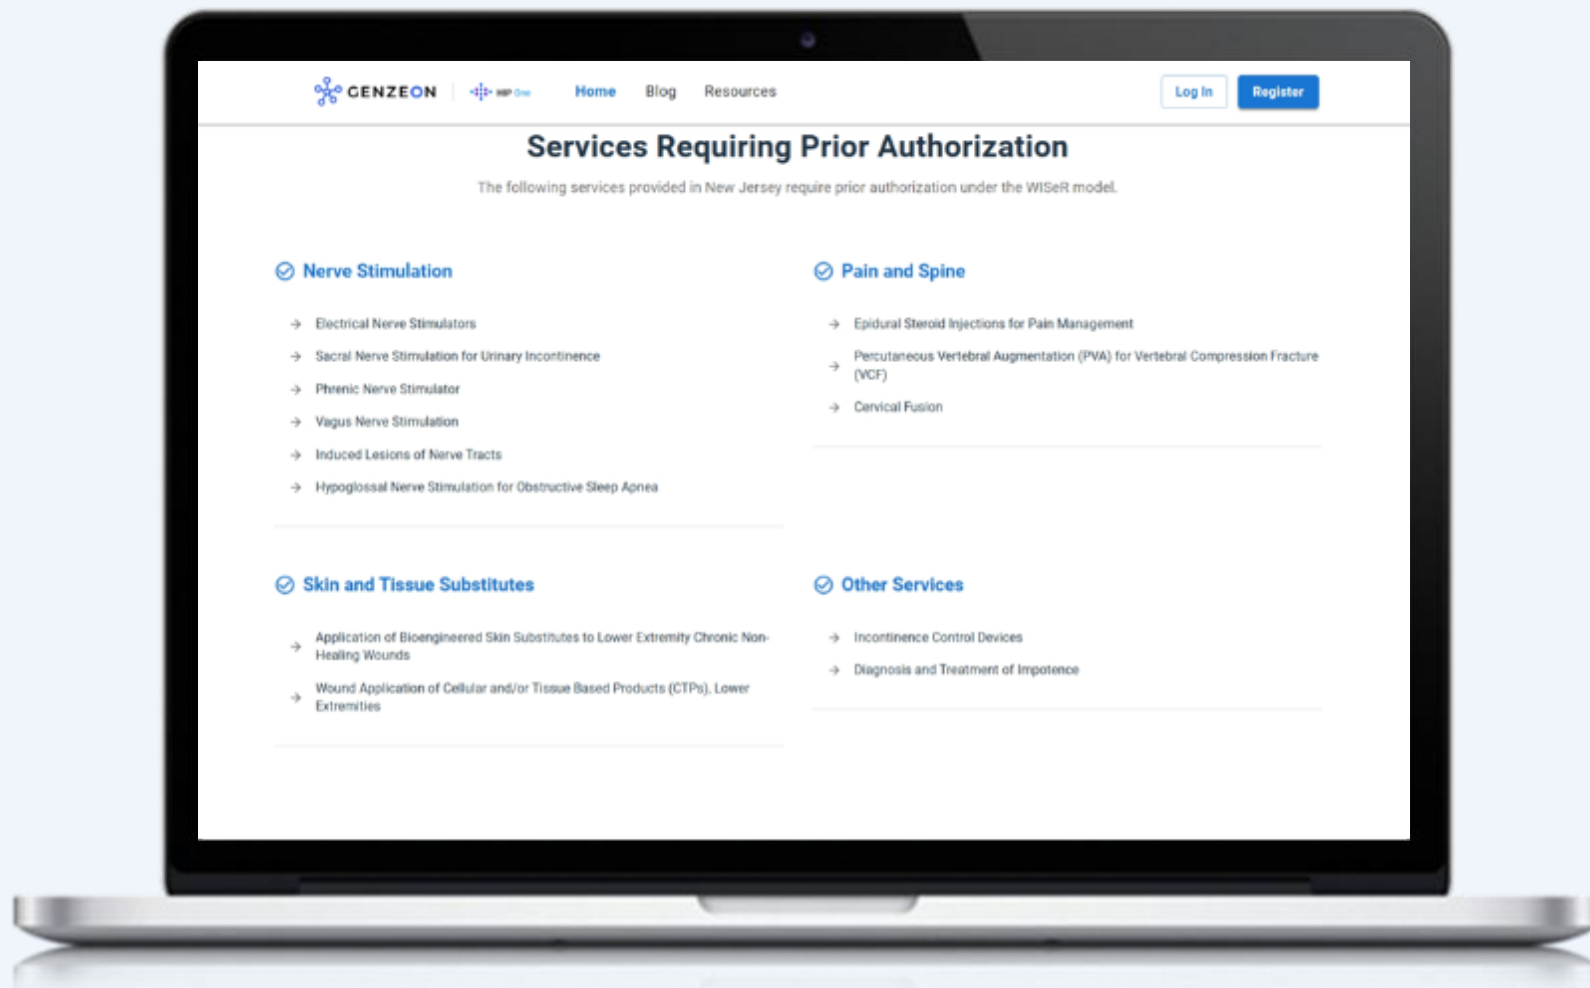 GENZEON HIP One Home Blog Resources Log In Register
Services Requiring Prior Authorization
The following services provided in New Jersey require prior authorization under the WISeR model.
Nerve Stimulation
Electrical Nerve Stimulators
Sacral Nerve Stimulation for Urinary Incontinence
Phrenic Nerve Stimulator
Vagus Nerve Stimulation
Induced Lesions of Nerve Tracts
Hypoglossal Nerve Stimulation for Obstructive Sleep Apnea
Pain and Spine
Epidural Steroid Injections for Pain Management
Percutaneous Vertebral Augmentation (PVA) for Vertebral Compression Fracture
(VCF)
Cervical Fusion
Skin and Tissue Substitutes
Application of Bioengineered Skin Substitutes to Lower Extremity Chronic Non-
Healing Wounds
Wound Application of Cellular and/or Tissue Based Products (CTPs), Lower
Extremities
Other Services
Incontinence Control Devices
Diagnosis and Treatment of Impotence